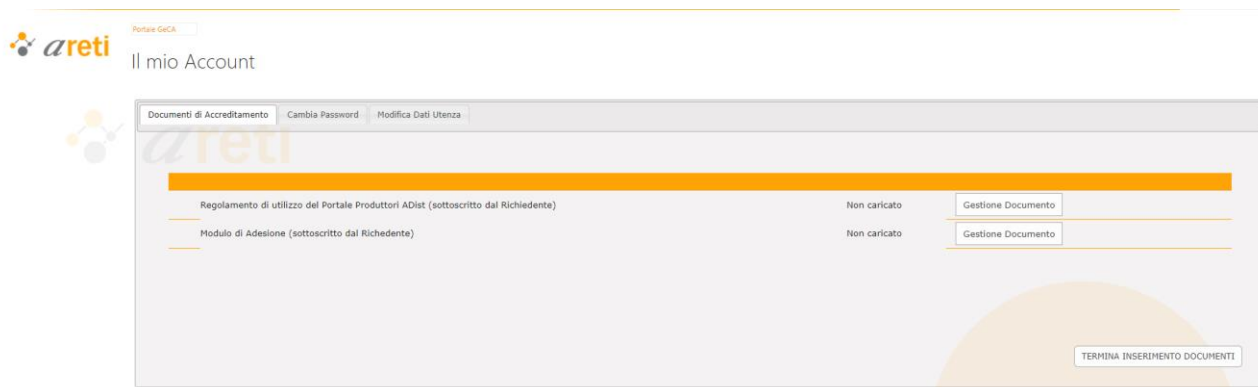 Portale GeCA
areti
Il mio Account
Documenti di Accreditamento Cambia Password Modifica Dati Utenza
areti
Regolamento di utilizzo del Portale Produttori ADist (sottoscritto dal Richiedente) Non caricato Gestione Documento
Modulo di Adesione (sottoscritto dal Richedente) Non caricato Gestione Documento
TERMINA INSERIMENTO DOCUMENTI